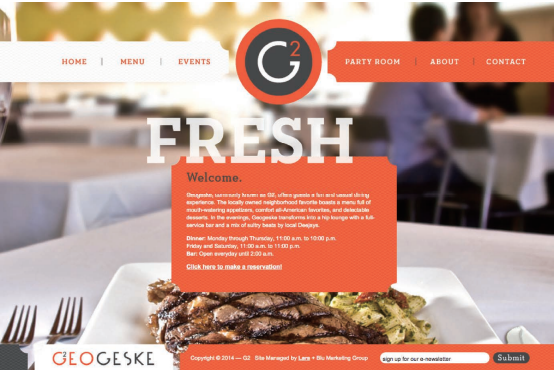 HOME | MENU | EVENTS
G2
PARTY ROOM | ABOUT | CONTACT
FRESH
Welcome.
Geogeske, commonly known as G2, offers guests a fun and casual dining
experience. The locally owned neighborhood favorite boasts a menu full of
mouth-watering appetizers, comfort all-American favorites, and delectable
desserts. In the evenings, Geogeske transforms into a hip lounge with a full-
service bar and a mix of sultry beats by local Deejays.
Dinner: Monday through Thursday, 11:00 a.m. to 10:00 p.m.
Friday and Saturday, 11:00 a.m. to 11:00 p.m.
Bar: Open everyday until 2:00 a.m.
Click here to make a reservation!
G2EOGESKE
Copyright © 2014 — G2 Site Managed by Lara + Blu Marketing Group
sign up for our e-newsletter
Submit